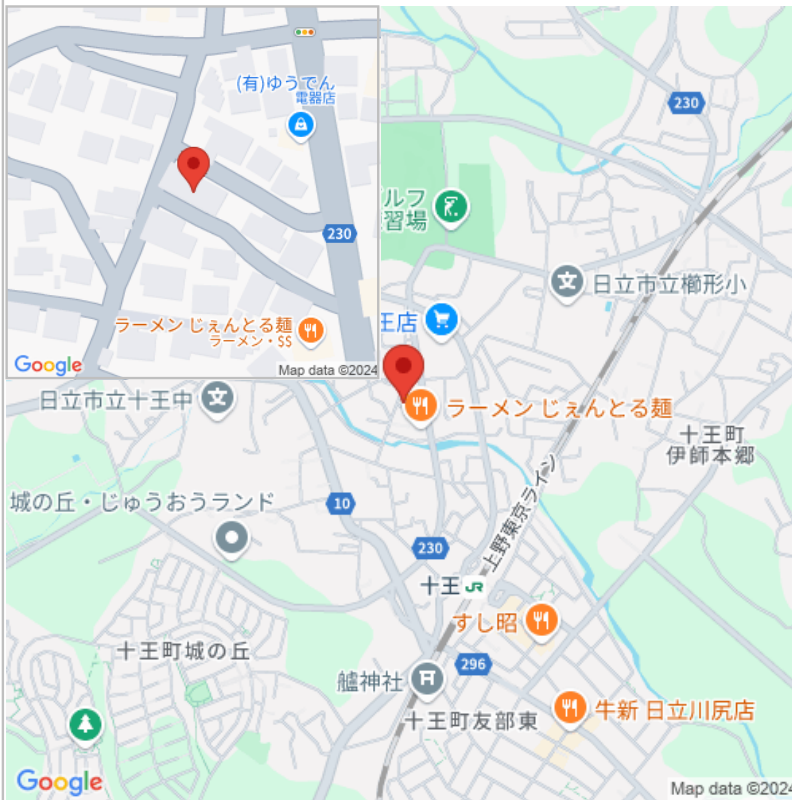 (有)ゆうでん
電器店
230
ラーメン じぇんとる麺
ラーメン・$$
Google
Map data ©2024
230
ルフ
習場
日立市立櫛形小
王店
日立市立十王中
ラーメン じぇんとる麺
十王町
伊師本郷
城の丘・じゅうおうランド
10
上野東京ライン
230
十王 JR
すし昭
十王町城の丘
296
艫神社
十王町友部東
牛新 日立川尻店
Google
Map data ©2024